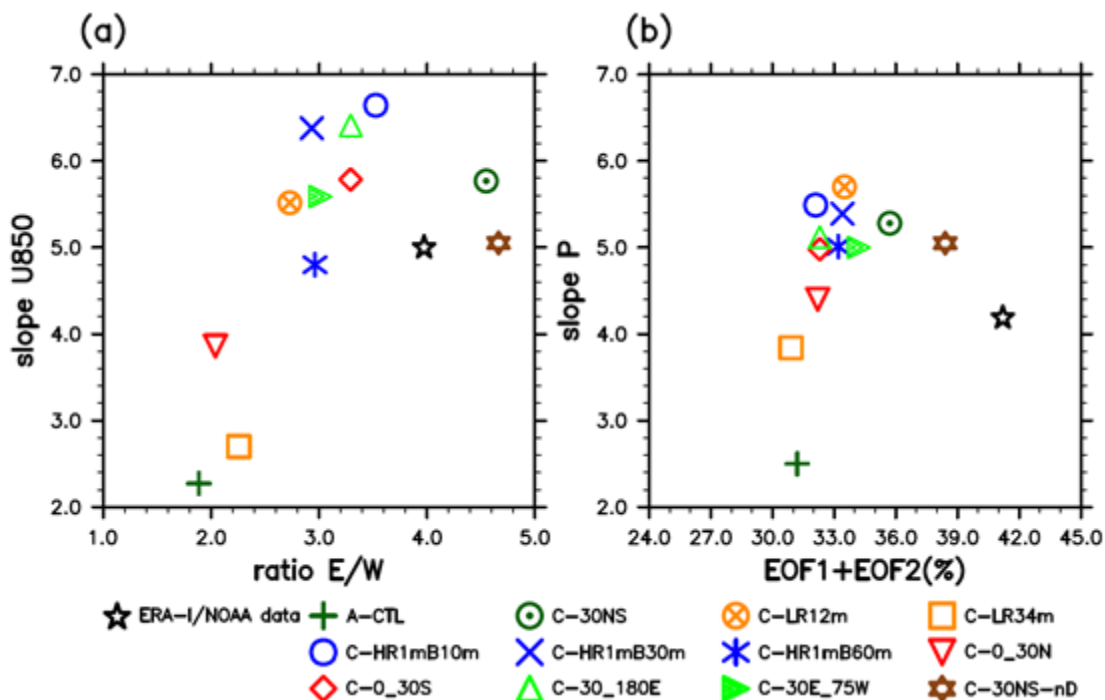 (a) (b)
7.0 7.0
6.0 6.0
5.0 5.0
4.0 4.0
3.0 3.0
2.0 2.0
slope U850
slope P
1.0 2.0 3.0 4.0 5.0 24.0 27.0 30.0 33.0 36.0 39.0 42.0 45.0
ratio E/W EOF1+EOF2(%)
ERA-I/NOAA data A-CTL C-30NS C-LR12m C-LR34m
C-HR1mB10m C-HR1mB30m C-HR1mB60m C-0_30N
C-0_30S C-30_180E C-30E_75W C-30NS-nD